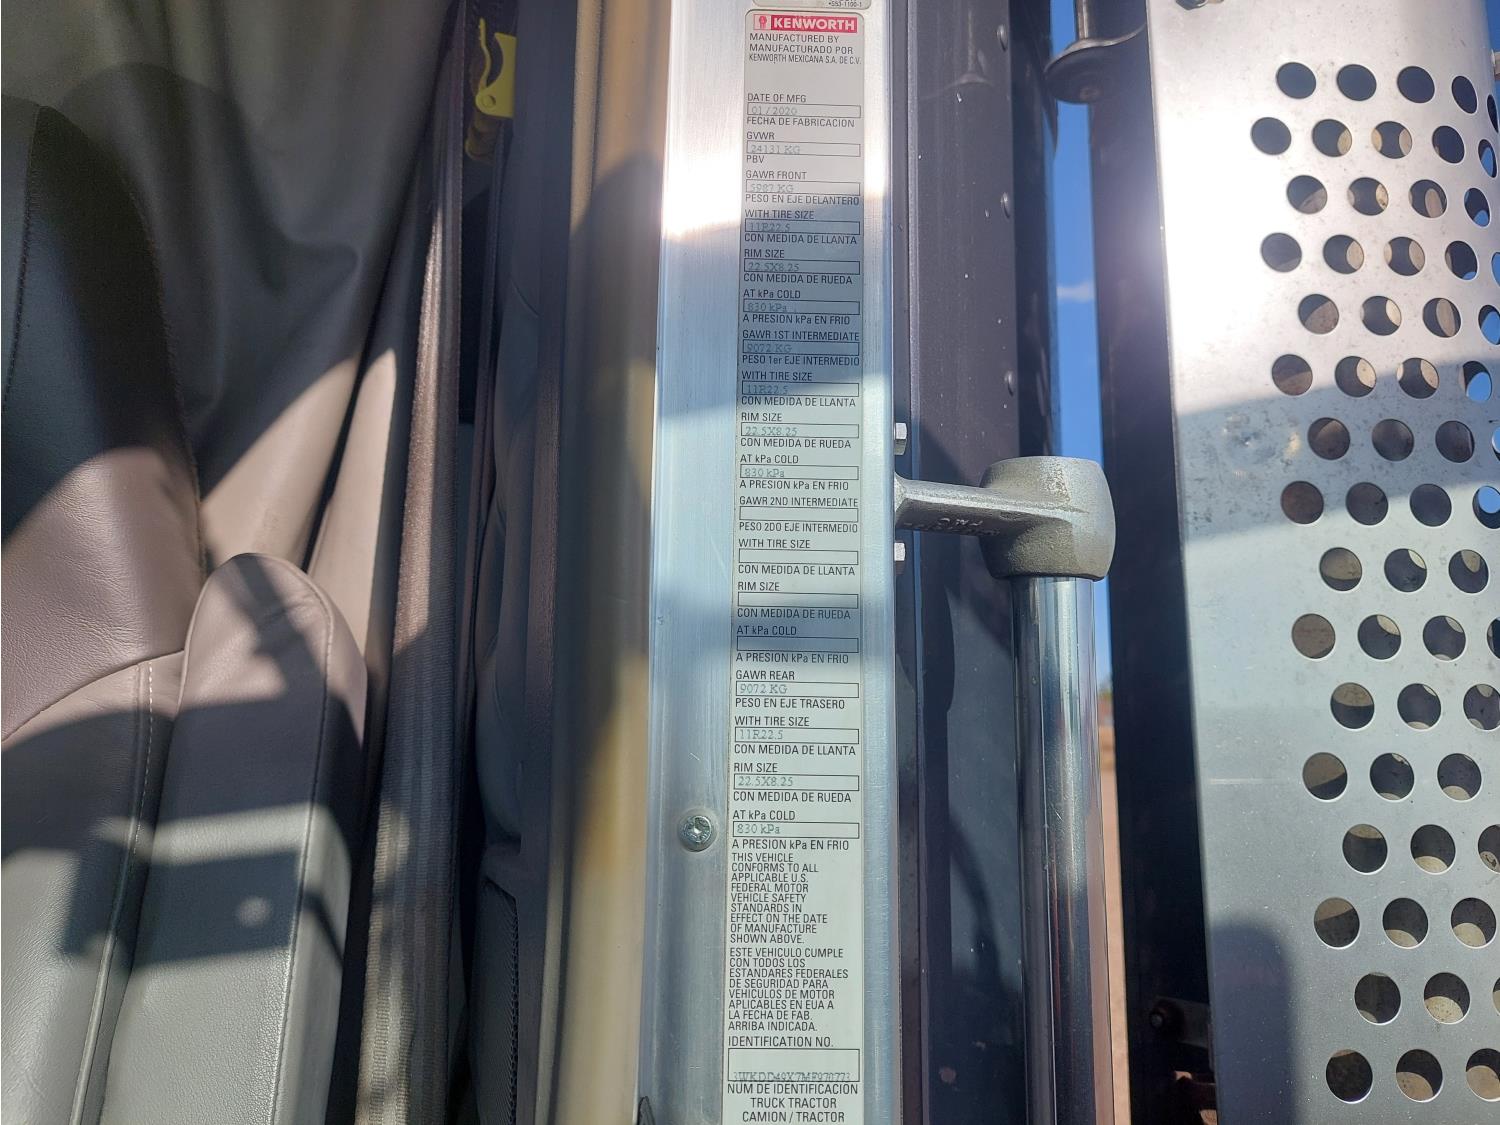 *S53-1100-1
KENWORTH
MANUFACTURED BY
MANUFACTURADO POR
KENWORTH MEXICANA S.A. DE C.V.
DATE OF MFG
01/2020
FECHA DE FABRICACION
GVWR
24131 KG
PBV
GAWR FRONT
5987 KG
PESO EN EJE DELANTERO
WITH TIRE SIZE
11R22.5
CON MEDIDA DE LLANTA
RIM SIZE
22.5X8.25
CON MEDIDA DE RUEDA
AT kPa COLD
830 kPa
A PRESION kPa EN FRIO
GAWR 1ST INTERMEDIATE
9072 KG
PESO 1er EJE INTERMEDIO
WITH TIRE SIZE
11R22.5
CON MEDIDA DE LLANTA
RIM SIZE
22.5X8.25
CON MEDIDA DE RUEDA
AT kPa COLD
830 kPa
A PRESION kPa EN FRIO
GAWR 2ND INTERMEDIATE
PESO 2DO EJE INTERMEDIO
WITH TIRE SIZE
CON MEDIDA DE LLANTA
RIM SIZE
CON MEDIDA DE RUEDA
AT kPa COLD
A PRESION kPa EN FRIO
GAWR REAR
9072 KG
PESO EN EJE TRASERO
WITH TIRE SIZE
11R22.5
CON MEDIDA DE LLANTA
RIM SIZE
22.5X8.25
CON MEDIDA DE RUEDA
AT kPa COLD
830 kPa
A PRESION kPa EN FRIO
THIS VEHICLE
CONFORMS TO ALL
APPLICABLE U.S.
FEDERAL MOTOR
VEHICLE SAFETY
STANDARDS IN
EFFECT ON THE DATE
OF MANUFACTURE
SHOWN ABOVE.
ESTE VEHICULO CUMPLE
CON TODOS LOS
ESTANDARES FEDERALES
DE SEGURIDAD PARA
VEHICULOS DE MOTOR
APLICABLES EN EUA A
LA FECHA DE FAB.
ARRIBA INDICADA.
IDENTIFICATION NO.
3WKDD49X7MF970773
NUM DE IDENTIFICACION
TRUCK TRACTOR
CAMION / TRACTOR